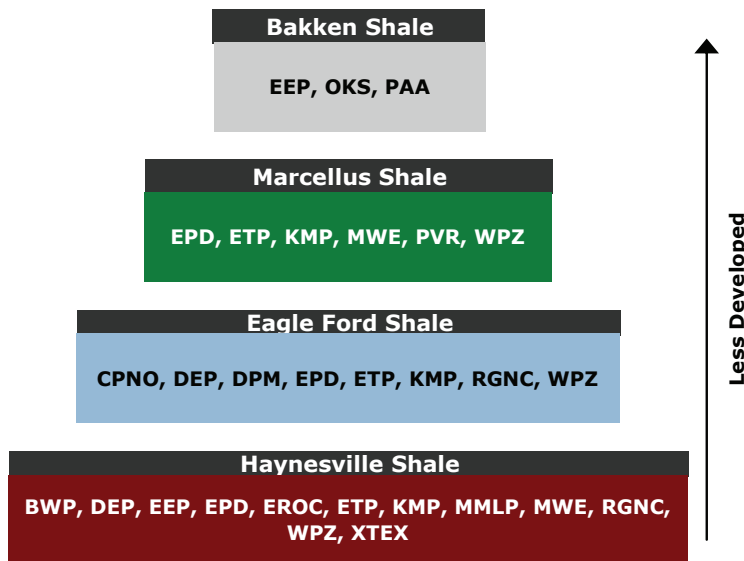 Bakken Shale
EEP, OKS, PAA
Marcellus Shale
EPD, ETP, KMP, MWE, PVR, WPZ
Eagle Ford Shale
CPNO, DEP, DPM, EPD, ETP, KMP, RGNC, WPZ
Haynesville Shale
BWP, DEP, EEP, EPD, EROC, ETP, KMP, MMLP, MWE, RGNC,
WPZ, XTEX
Less Developed